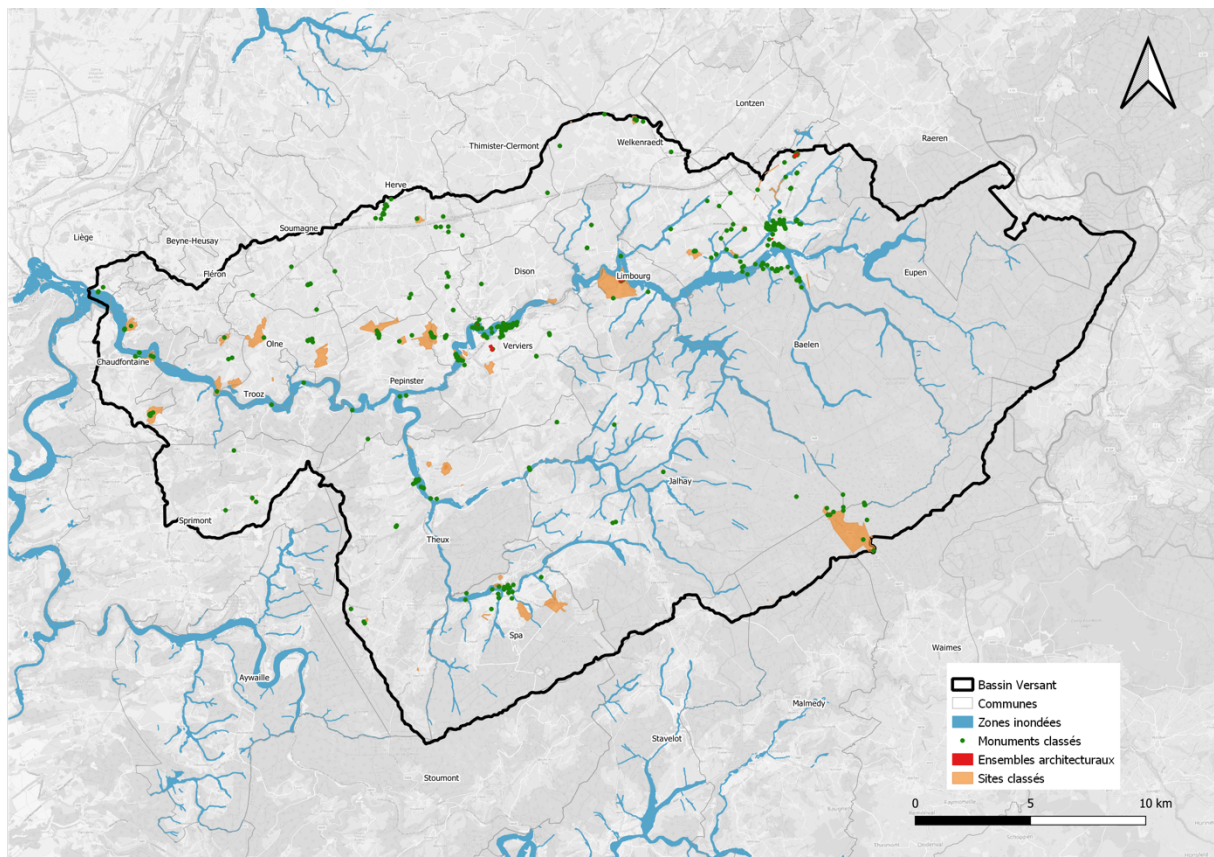 Lontzen
Raeren
Thimister-Clermont
Welkenraedt
Herve
Soumagne
Liège
Beyne-Heusay
Fléron
Dison
Limbourg
Eupen
Olne
Verviers
Baelen
Chaudfontaine
Pepinster
Trooz
Jalhay
Sprimont
Theux
Spa
Waimes
Aywaille
Malmedy
Stavelot
Stoumont
Bassin Versant
Communes
Zones inondées
Monuments classés
Ensembles architecturaux
Sites classés
0 5 10 km